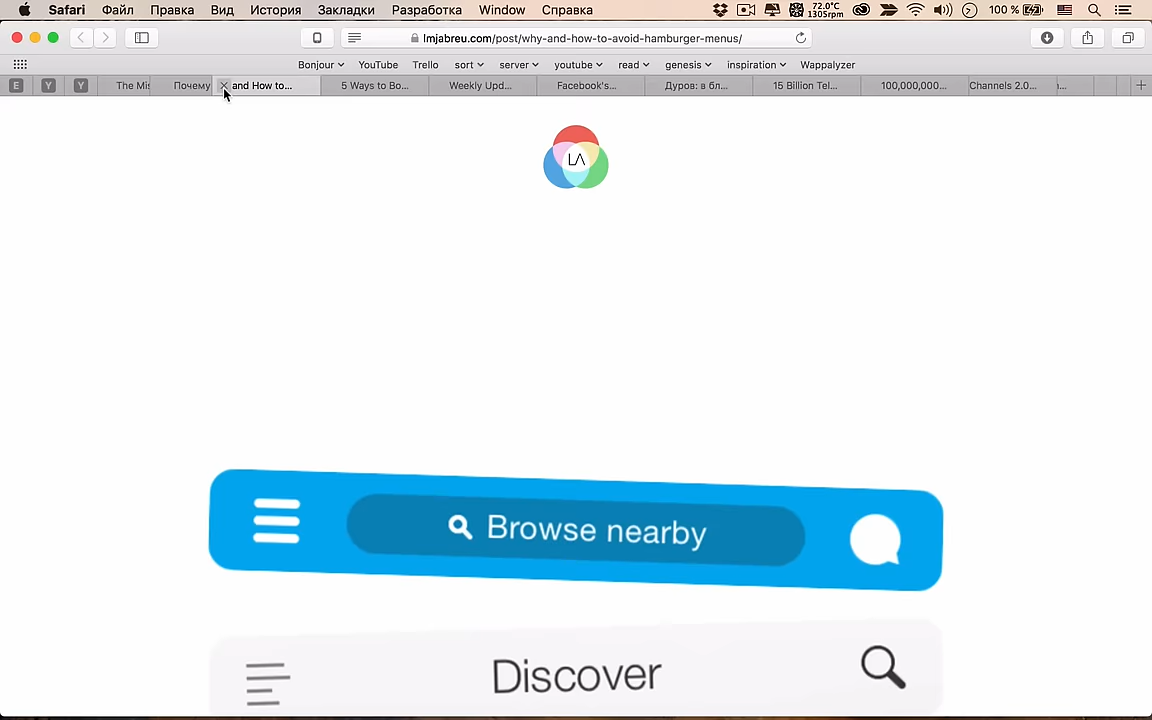 Safari Файл Правка Вид История Закладки Разработка Window Справка 72.0°C 1305rpm 100 %
lmjabreu.com/post/why-and-how-to-avoid-hamburger-menus/
Bonjour YouTube Trello sort server youtube read genesis inspiration Wappalyzer
E Y Y The Mis Почему and How to... 5 Ways to Bo... Weekly Upd... Facebook's... Дуров: в бл... 15 Billion Tel... 100,000,000... Channels 2.0...
LA
Browse nearby
Discover